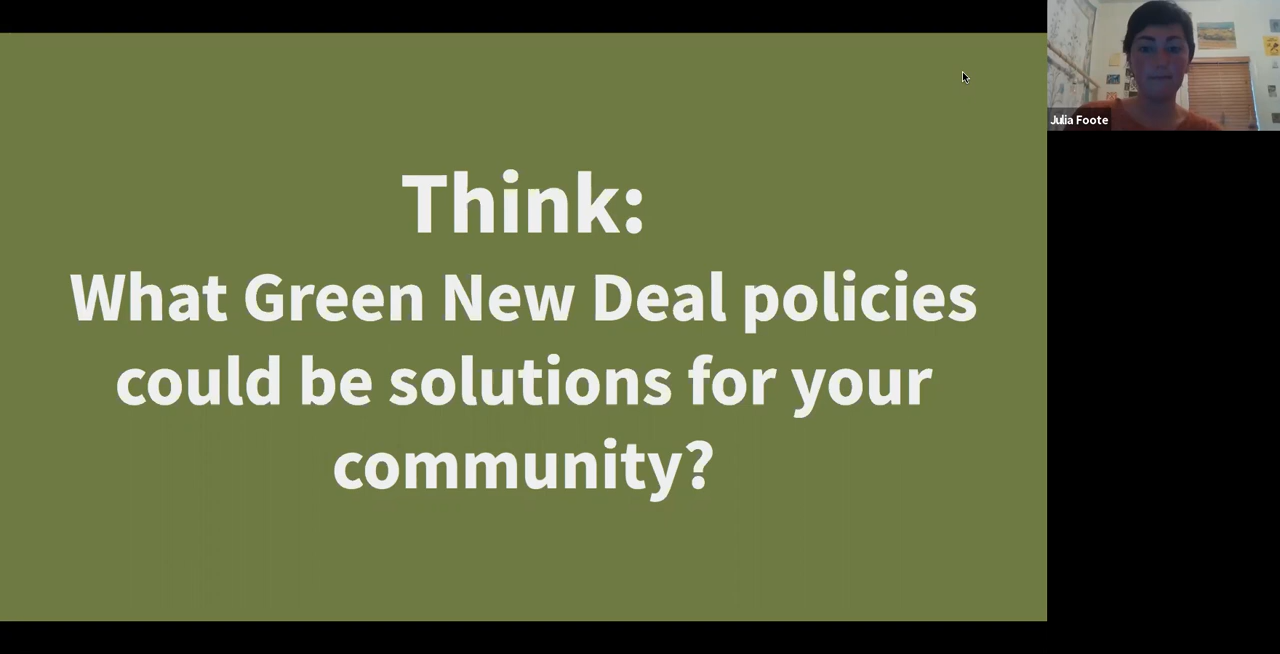 Think:
What Green New Deal policies
could be solutions for your
community?
Julia Foote